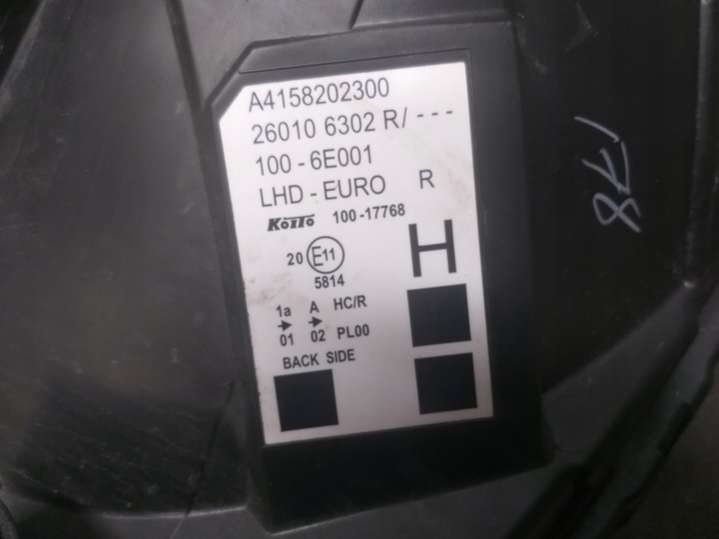 A4158202300
26010 6302 R/ ---
100 - 6E001
LHD - EURO R
KOITO 100-17768
20 E11
5814
H
1a A HC/R
01 02 PL00
BACK SIDE